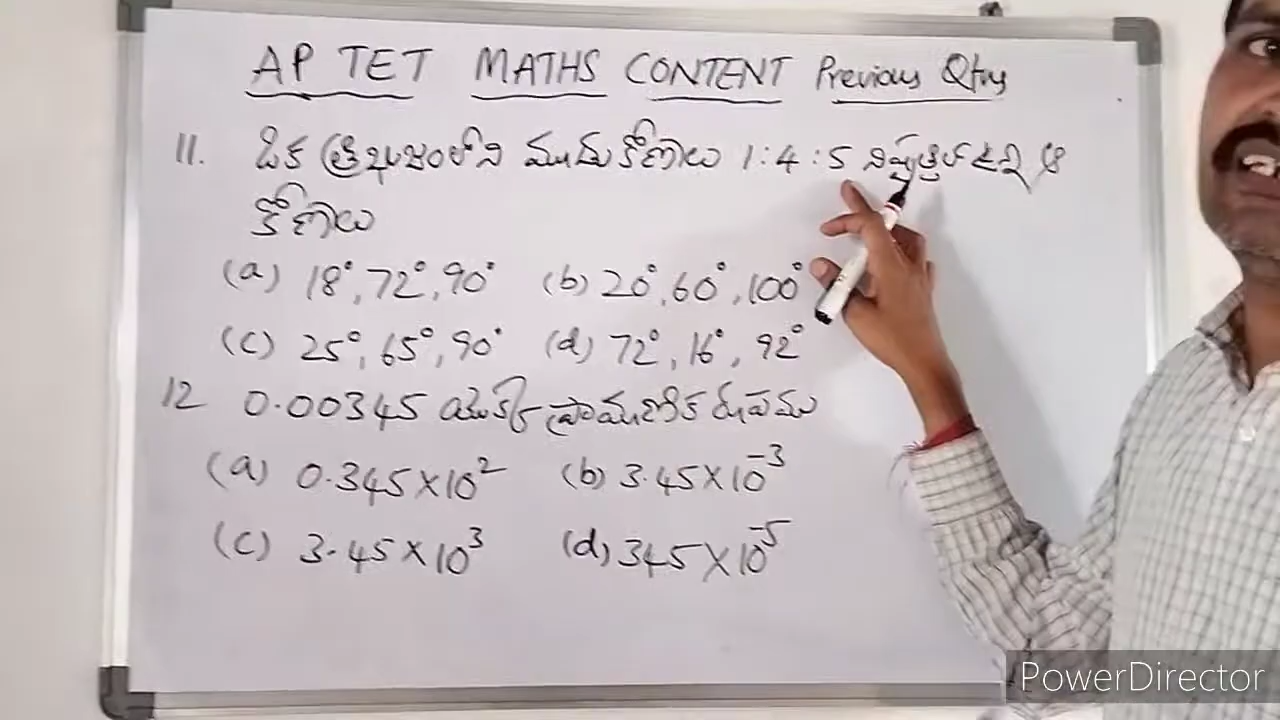 AP TET MATHS CONTENT Previous Qtns
11. ఒక త్రిభుజంలోని మూడు కోణాలు 1:4:5 నిష్పత్తిలో ఉన్న ఆ
కోణాలు
(a) 18°, 72°, 90° (b) 20°, 60°, 100°
(c) 25°, 65°, 90° (d) 72°, 16°, 92°
12 0.00345 యొక్క ప్రామాణిక రూపము
(a) 0.345×10² (b) 3.45×10⁻³
(c) 3.45×10³ (d) 345×10⁻⁵
PowerDirector